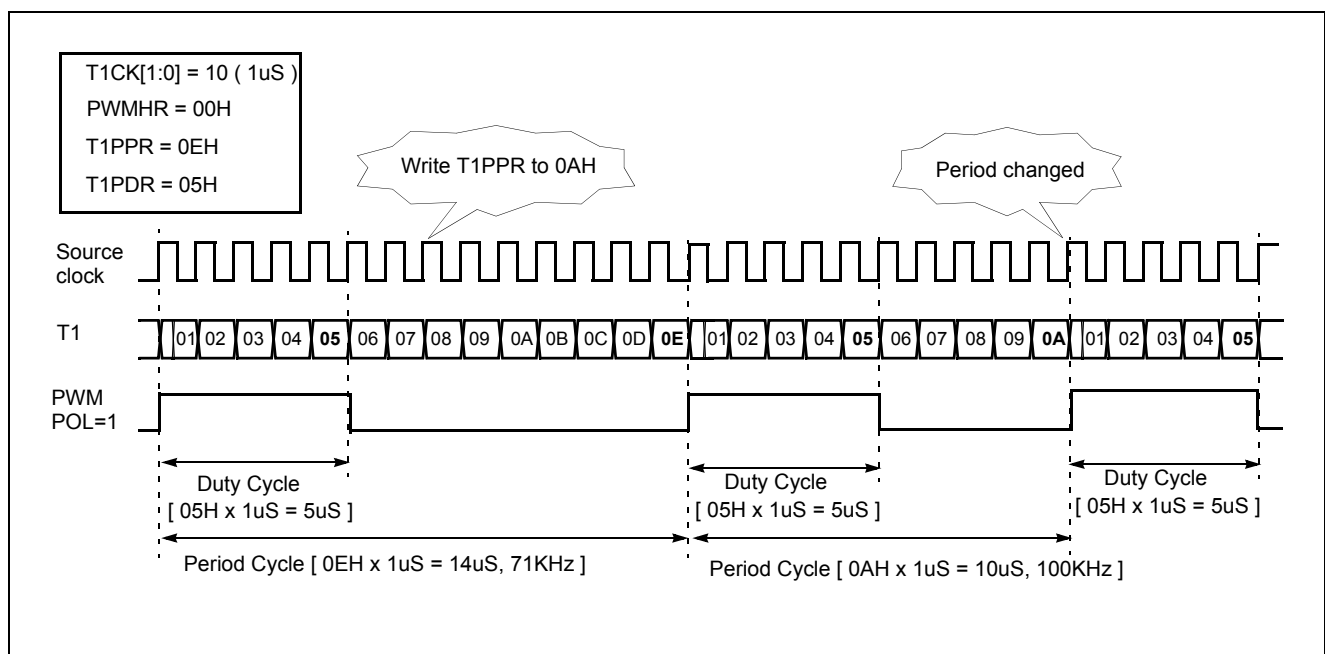 T1CK[1:0] = 10 ( 1uS )
PWMHR = 00H
T1PPR = 0EH
T1PDR = 05H
Write T1PPR to 0AH
Period changed
Source
clock
T1
01 02 03 04 05 06 07 08 09 0A 0B 0C 0D 0E 01 02 03 04 05 06 07 08 09 0A 01 02 03 04 05
PWM
POL=1
Duty Cycle
[ 05H x 1uS = 5uS ]
Duty Cycle
[ 05H x 1uS = 5uS ]
Duty Cycle
[ 05H x 1uS = 5uS ]
Period Cycle [ 0EH x 1uS = 14uS, 71KHz ]
Period Cycle [ 0AH x 1uS = 10uS, 100KHz ]